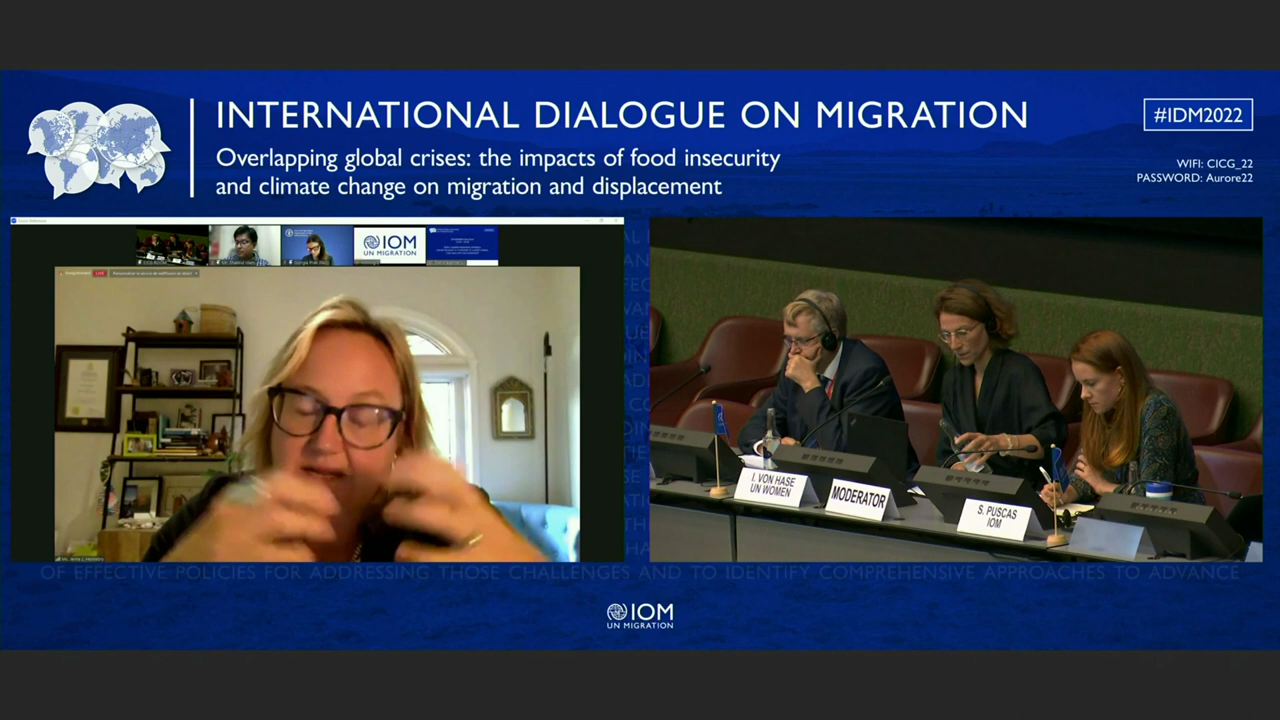 INTERNATIONAL DIALOGUE ON MIGRATION
Overlapping global crises: the impacts of food insecurity
and climate change on migration and displacement
#IDM2022
WIFI: CICG_22
PASSWORD: Aurore22
IOM
UN MIGRATION
LIVE
I. VON HASE
UN WOMEN
MODERATOR
S. PUSCAS
IOM
OF EFFECTIVE POLICIES FOR ADDRESSING THOSE CHALLENGES AND TO IDENTIFY COMPREHENSIVE APPROACHES TO ADVANCE
IOM
UN MIGRATION